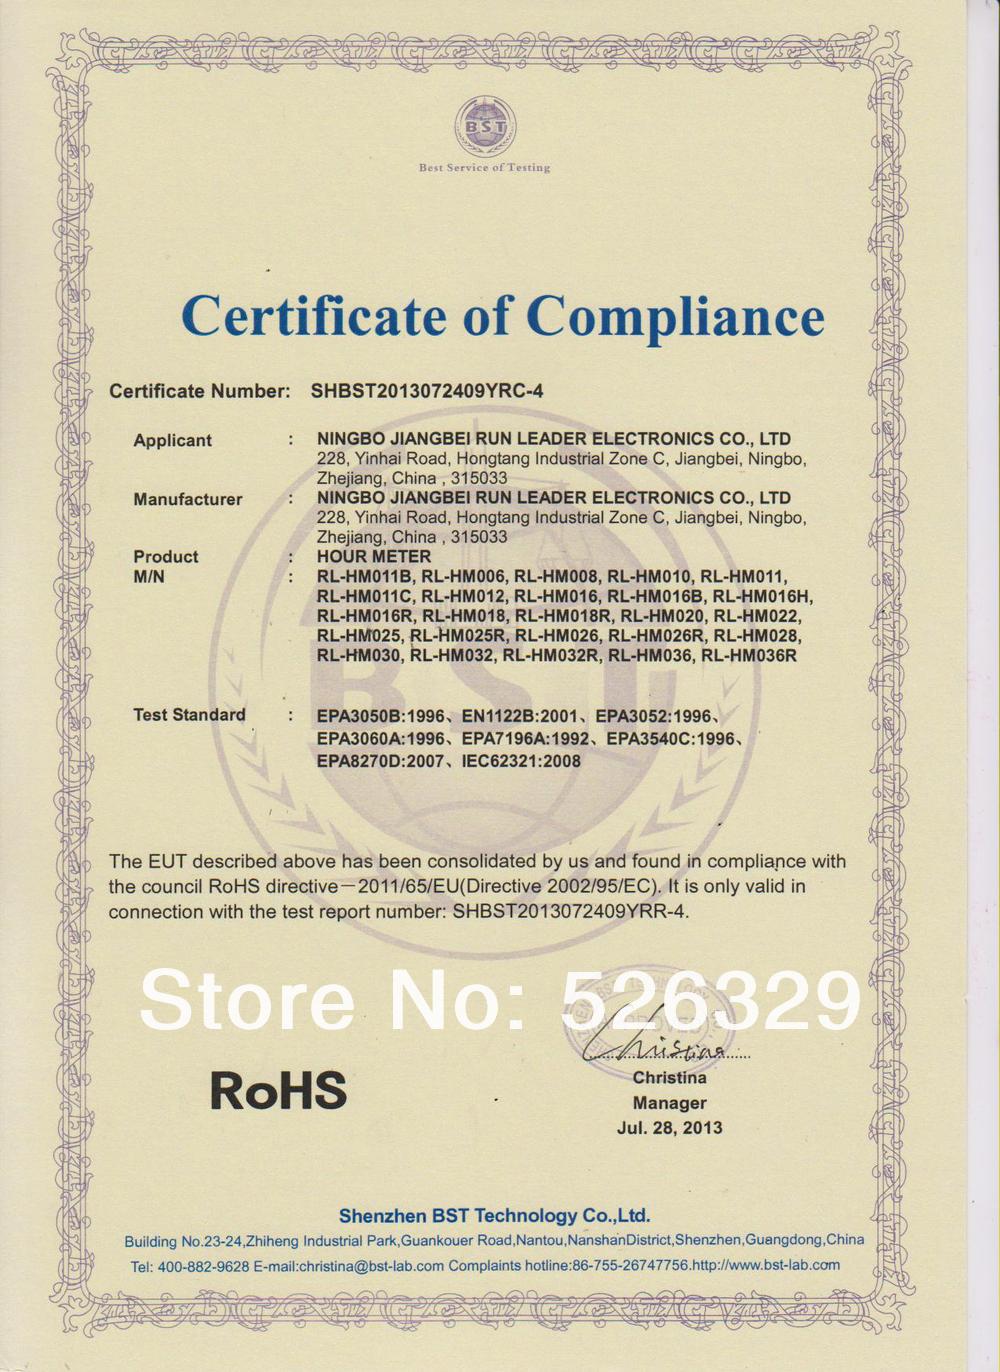 BST
Best Service of Testing
Certificate of Compliance
Certificate Number: SHBST2013072409YRC-4
Applicant : NINGBO JIANGBEI RUN LEADER ELECTRONICS CO., LTD
228, Yinhai Road, Hongtang Industrial Zone C, Jiangbei, Ningbo,
Zhejiang, China , 315033
Manufacturer : NINGBO JIANGBEI RUN LEADER ELECTRONICS CO., LTD
228, Yinhai Road, Hongtang Industrial Zone C, Jiangbei, Ningbo,
Zhejiang, China , 315033
Product : HOUR METER
M/N : RL-HM011B, RL-HM006, RL-HM008, RL-HM010, RL-HM011,
RL-HM011C, RL-HM012, RL-HM016, RL-HM016B, RL-HM016H,
RL-HM016R, RL-HM018, RL-HM018R, RL-HM020, RL-HM022,
RL-HM025, RL-HM025R, RL-HM026, RL-HM026R, RL-HM028,
RL-HM030, RL-HM032, RL-HM032R, RL-HM036, RL-HM036R
BST
Test Standard : EPA3050B:1996、EN1122B:2001、EPA3052:1996、
EPA3060A:1996、EPA7196A:1992、EPA3540C:1996、
EPA8270D:2007、IEC62321:2008
The EUT described above has been consolidated by us and found in compliance with
the council RoHS directive－2011/65/EU(Directive 2002/95/EC). It is only valid in
connection with the test report number: SHBST2013072409YRR-4.
Store No: 526329
Christina
RoHS
Christina
Manager
Jul. 28, 2013
Shenzhen BST Technology Co.,Ltd.
Building No.23-24,Zhiheng Industrial Park,Guankouer Road,Nantou,NanshanDistrict,Shenzhen,Guangdong,China
Tel: 400-882-9628 E-mail:christina@bst-lab.com Complaints hotline:86-755-26747756.http://www.bst-lab.com